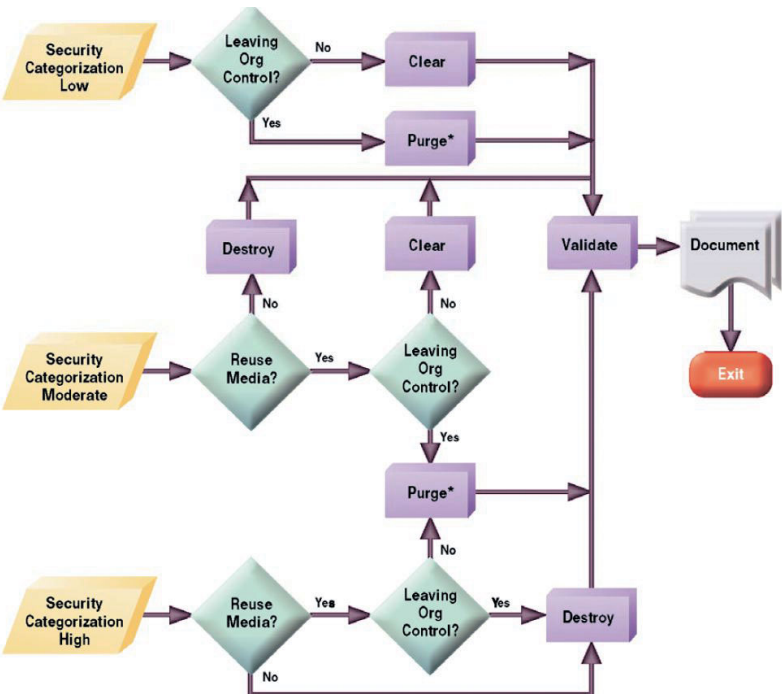 Security
Categorization
Low
Leaving
Org
Control?
No
Clear
Yes
Purge*
Destroy
Clear
Validate
Document
No
No
Security
Categorization
Moderate
Reuse
Media?
Yes
Leaving
Org
Control?
Exit
Yes
Purge*
No
Security
Categorization
High
Reuse
Media?
Yes
Leaving
Org
Control?
Yes
Destroy
No